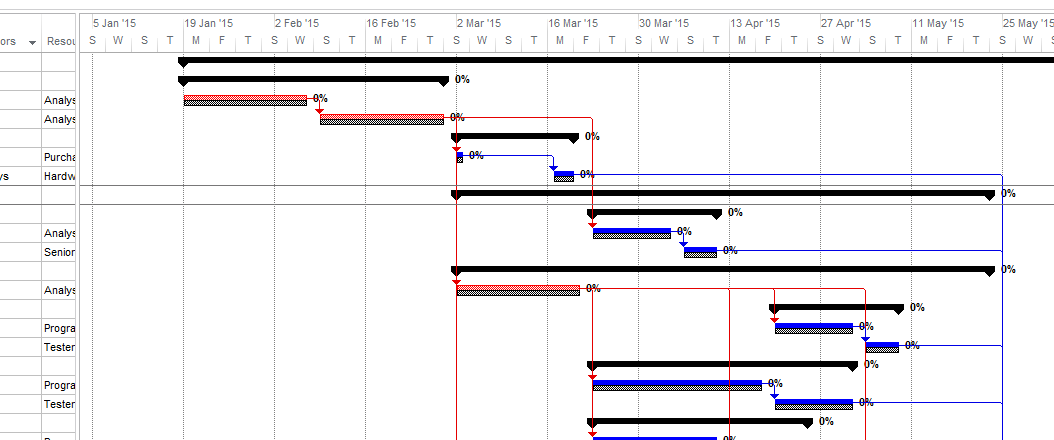 5 Jan '15 19 Jan '15 2 Feb '15 16 Feb '15 2 Mar '15 16 Mar '15 30 Mar '15 13 Apr '15 27 Apr '15 11 May '15 25 May '15
ors Resou S W S T M F T S W S T M F T S W S T M F T S W S T M F T S W S T M F T S W S
0%
Analys 0%
Analys 0%
0%
Purcha 0%
ys Hardw 0%
0%
0%
Analys 0%
Senior 0%
0%
Analys 0%
0%
Progra 0%
Tester 0%
0%
Progra 0%
Tester 0%
0%
0%